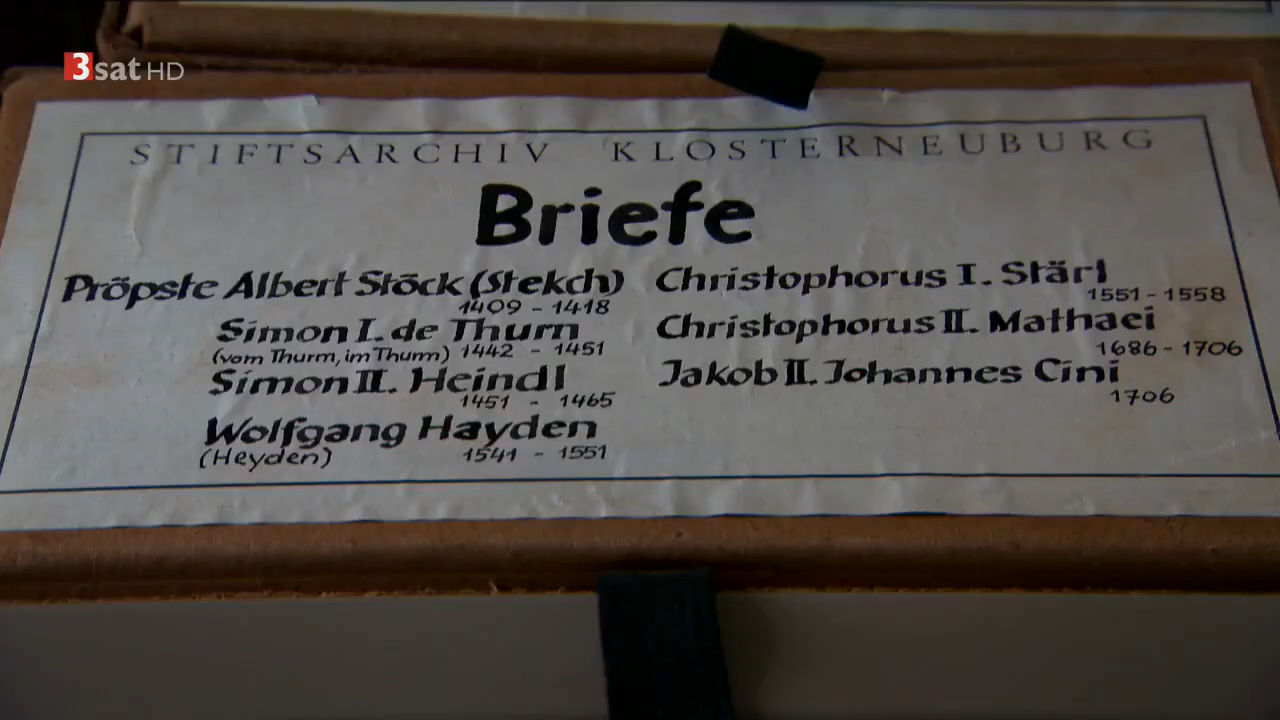 3sat HD
STIFTSARCHIV KLOSTERNEUBURG
Briefe
Pröpste Albert Stöck (Stekch)
1409 - 1418
Simon I. de Thurn
(vom Thurm, im Thurm) 1442 - 1451
Simon II. Heindl
1451 - 1465
Wolfgang Hayden
(Heyden) 1541 - 1551
Christophorus I. Stärl
1551 - 1558
Christophorus II. Mathaei
1686 - 1706
Jakob II. Johannes Cini
1706